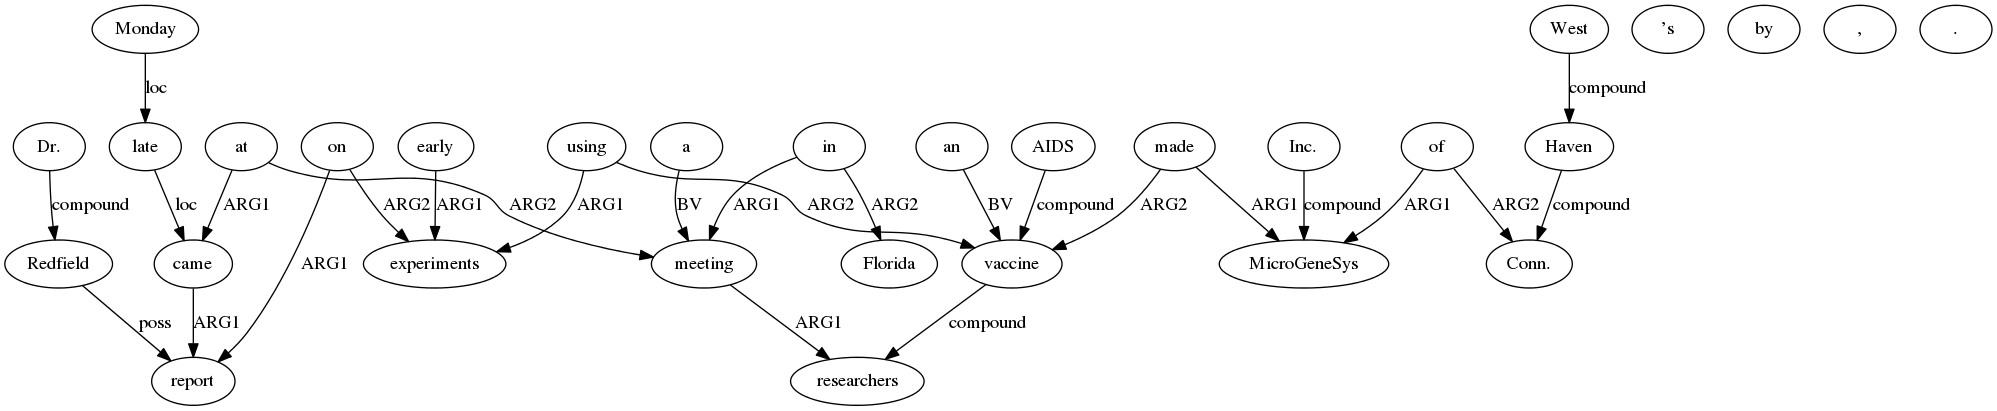 Monday West ’s by , .
loc compound
Dr. late at on early using a in an AIDS made Inc. of Haven
compound loc ARG1 ARG2 ARG1 ARG2 ARG1 BV ARG2 ARG1 ARG2 BV compound ARG2 ARG1 compound ARG1 ARG2 compound
Redfield came experiments meeting Florida vaccine MicroGeneSys Conn.
poss ARG1 ARG1 ARG1 compound
report researchers